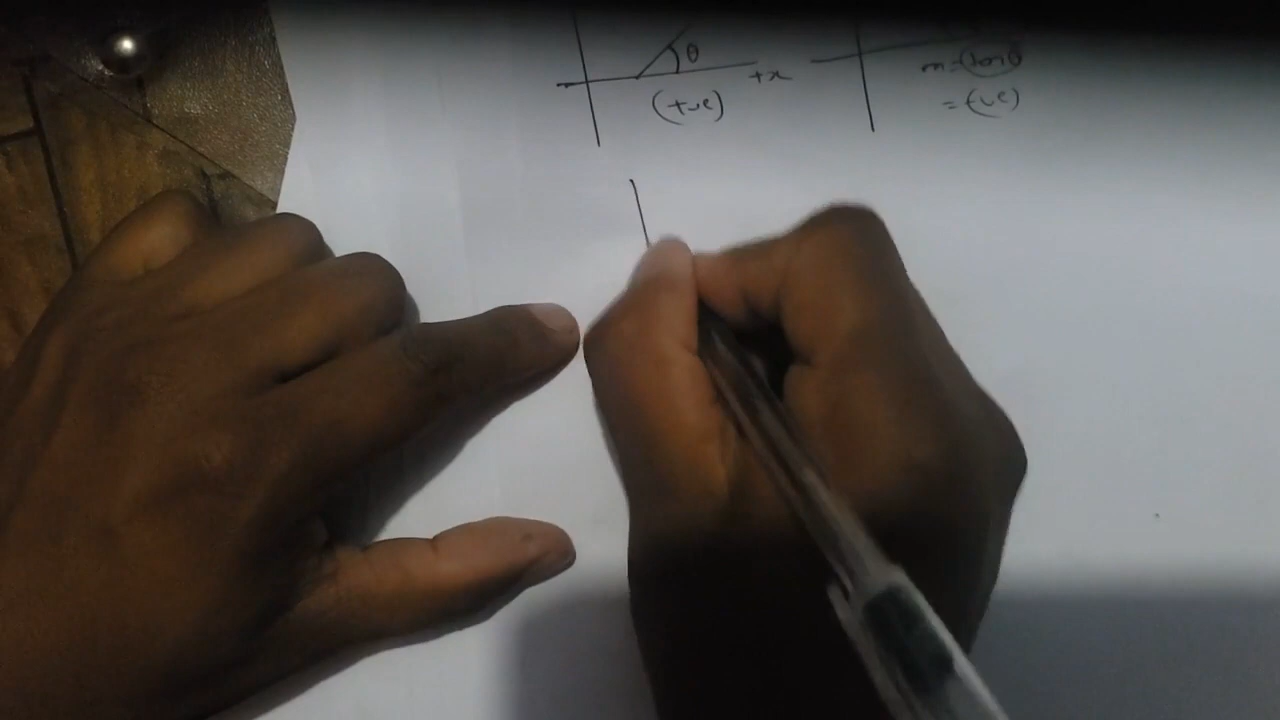 θ
+x
(+ve)
m = tanθ
= (-ve)